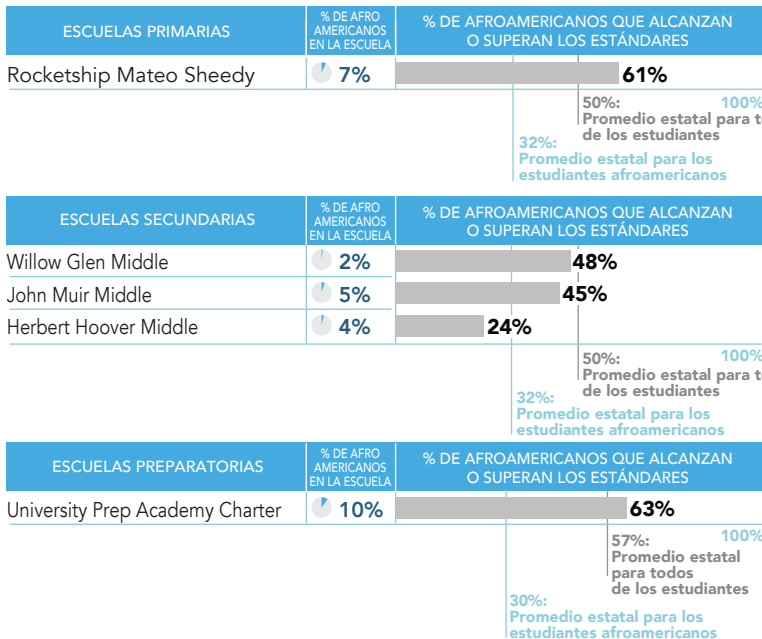 ESCUELAS PRIMARIAS
% DE AFRO
AMERICANOS
EN LA ESCUELA
% DE AFROAMERICANOS QUE ALCANZAN
O SUPERAN LOS ESTÁNDARES
Rocketship Mateo Sheedy 7% 61%
50%: 100%
Promedio estatal para t
de los estudiantes
32%:
Promedio estatal para los
estudiantes afroamericanos
ESCUELAS SECUNDARIAS
% DE AFRO
AMERICANOS
EN LA ESCUELA
% DE AFROAMERICANOS QUE ALCANZAN
O SUPERAN LOS ESTÁNDARES
Willow Glen Middle 2% 48%
John Muir Middle 5% 45%
Herbert Hoover Middle 4% 24%
50%: 100%
Promedio estatal para t
de los estudiantes
32%:
Promedio estatal para los
estudiantes afroamericanos
ESCUELAS PREPARATORIAS
% DE AFRO
AMERICANOS
EN LA ESCUELA
% DE AFROAMERICANOS QUE ALCANZAN
O SUPERAN LOS ESTÁNDARES
University Prep Academy Charter 10% 63%
57%: 100%
Promedio estatal
para todos
de los estudiantes
30%:
Promedio estatal para los
estudiantes afroamericanos